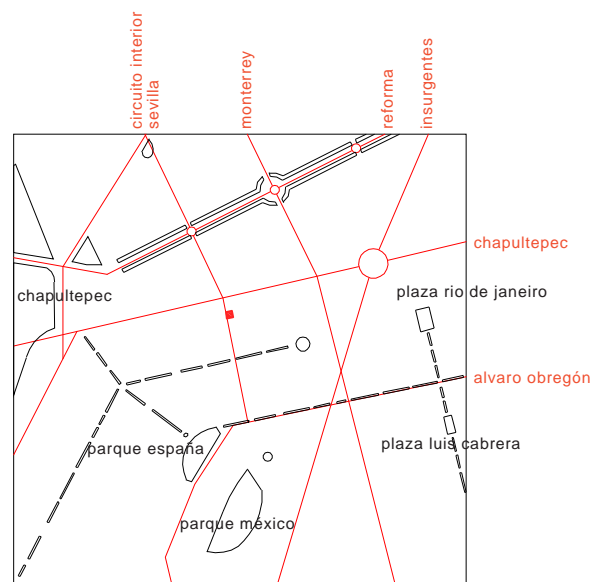 circuito interior
sevilla
monterrey
reforma
insurgentes
chapultepec
chapultepec
plaza rio de janeiro
alvaro obregón
plaza luis cabrera
parque españa
parque méxico